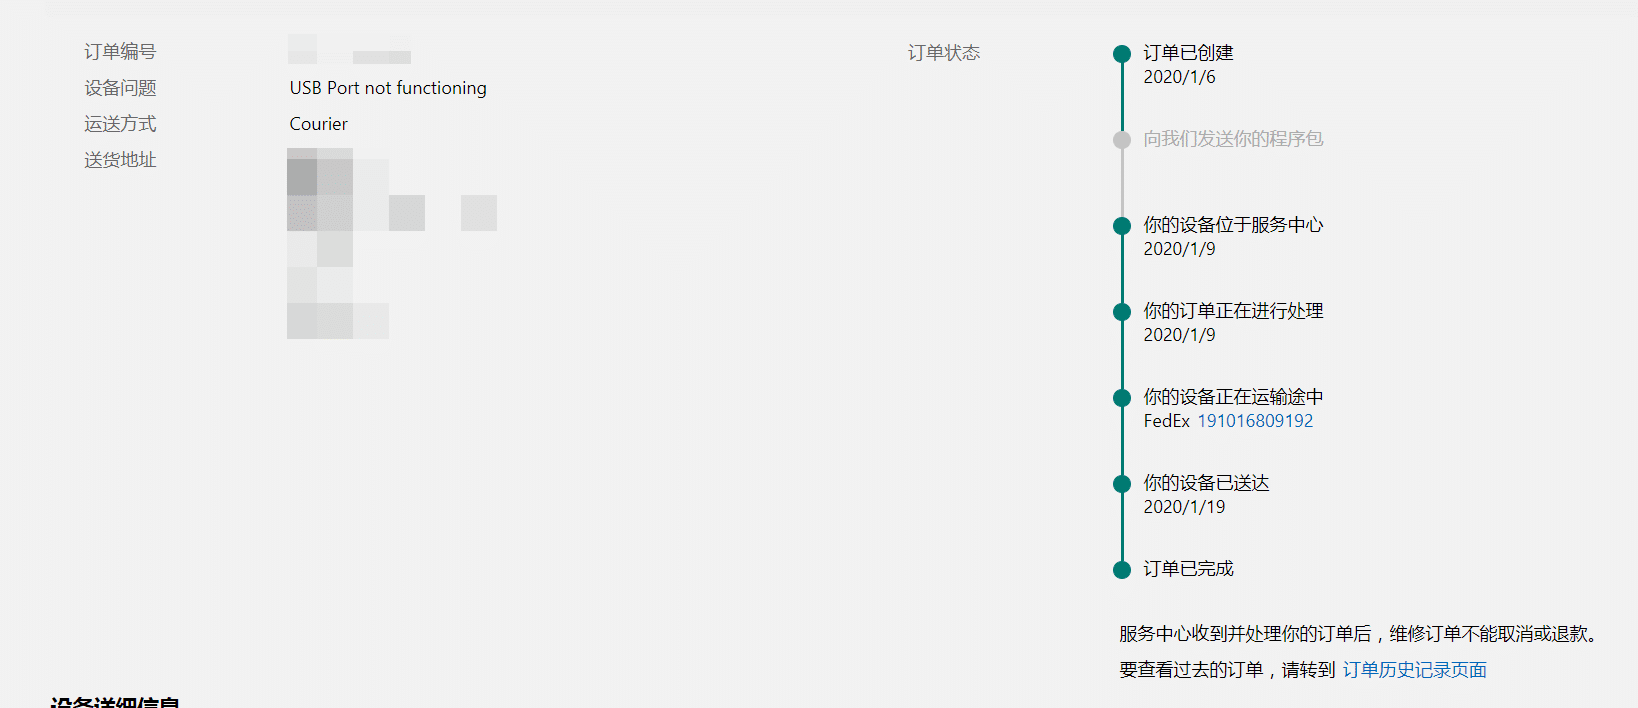 订单编号
设备问题 USB Port not functioning
运送方式 Courier
送货地址
订单状态
订单已创建
2020/1/6
向我们发送你的程序包
你的设备位于服务中心
2020/1/9
你的订单正在进行处理
2020/1/9
你的设备正在运输途中
FedEx 191016809192
你的设备已送达
2020/1/19
订单已完成
服务中心收到并处理你的订单后，维修订单不能取消或退款。
要查看过去的订单，请转到 订单历史记录页面
设备详细信息